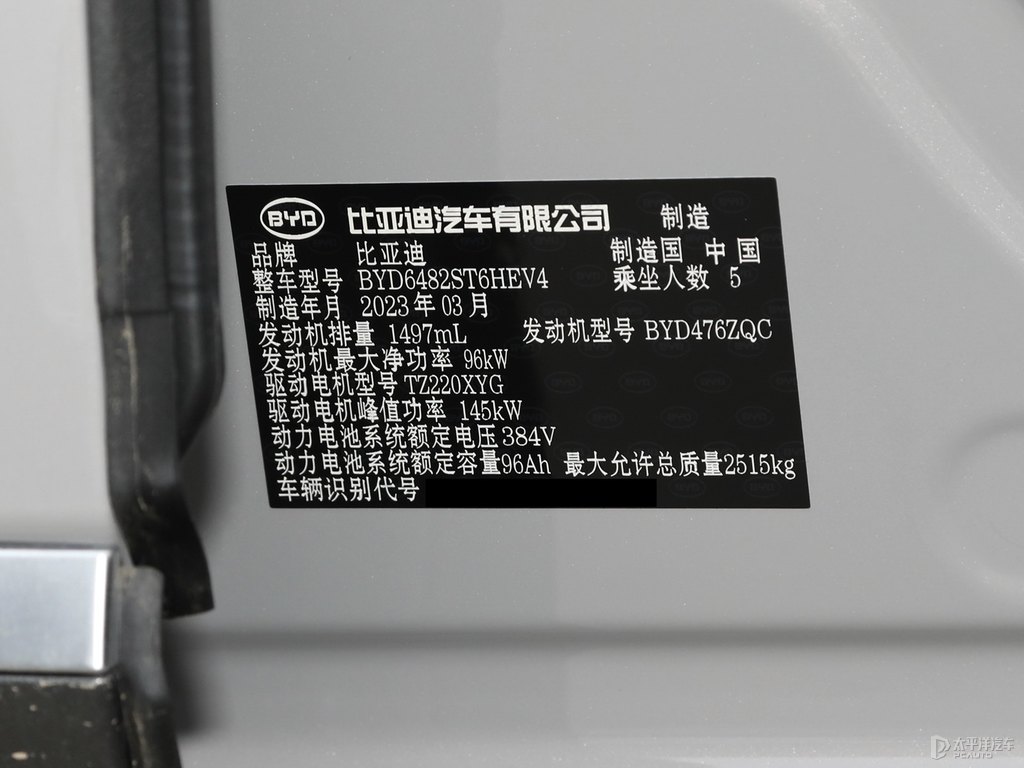 BYD 比亚迪汽车有限公司 制造
品牌 比亚迪 制造国 中国
整车型号 BYD6482ST6HEV4 乘坐人数 5
制造年月 2023年03月
发动机排量 1497mL 发动机型号 BYD476ZQC
发动机最大净功率 96kW
驱动电机型号 TZ220XYG
驱动电机峰值功率 145kW
动力电池系统额定电压 384V
动力电池系统额定容量96Ah 最大允许总质量2515kg
车辆识别代号
太平洋汽车
PCAUTO